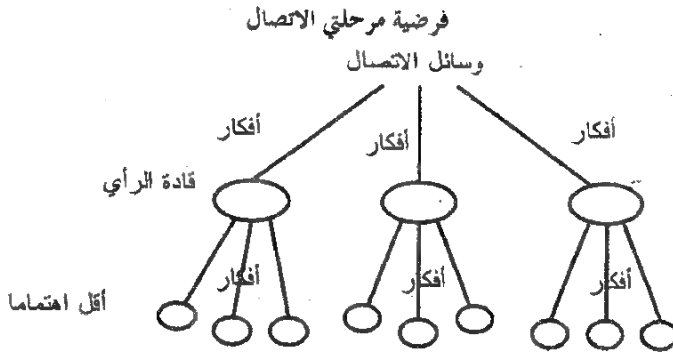 فرضية مرحلتي الاتصال
وسائل الاتصال
أفكار أفكار أفكار
قادة الرأي
أفكار أفكار أفكار
أقل اهتماما